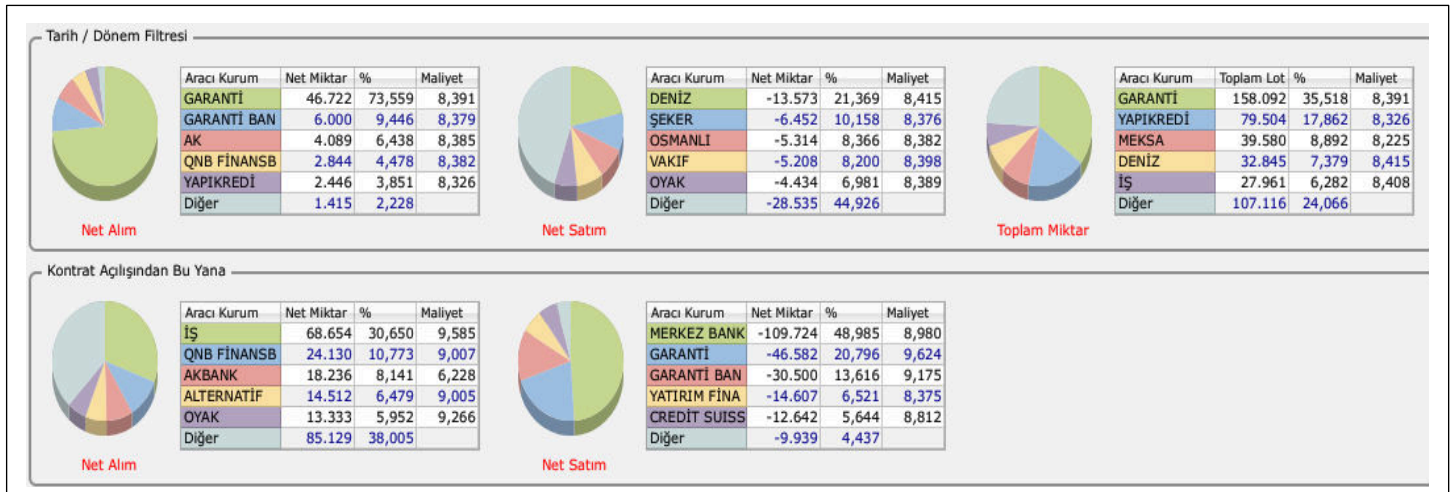 Tarih / Dönem Filtresi
Aracı Kurum Net Miktar % Maliyet
GARANTİ 46.722 73,559 8,391
GARANTİ BAN 6.000 9,446 8,379
AK 4.089 6,438 8,385
QNB FİNANSB 2.844 4,478 8,382
YAPIKREDİ 2.446 3,851 8,326
Diğer 1.415 2,228
Net Alım
Aracı Kurum Net Miktar % Maliyet
DENİZ -13.573 21,369 8,415
ŞEKER -6.452 10,158 8,376
OSMANLI -5.314 8,366 8,382
VAKIF -5.208 8,200 8,398
OYAK -4.434 6,981 8,389
Diğer -28.535 44,926
Net Satım
Aracı Kurum Toplam Lot % Maliyet
GARANTİ 158.092 35,518 8,391
YAPIKREDİ 79.504 17,862 8,326
MEKSA 39.580 8,892 8,225
DENİZ 32.845 7,379 8,415
İŞ 27.961 6,282 8,408
Diğer 107.116 24,066
Toplam Miktar
Kontrat Açılışından Bu Yana
Aracı Kurum Net Miktar % Maliyet
İŞ 68.654 30,650 9,585
QNB FİNANSB 24.130 10,773 9,007
AKBANK 18.236 8,141 6,228
ALTERNATİF 14.512 6,479 9,005
OYAK 13.333 5,952 9,266
Diğer 85.129 38,005
Net Alım
Aracı Kurum Net Miktar % Maliyet
MERKEZ BANK -109.724 48,985 8,980
GARANTİ -46.582 20,796 9,624
GARANTİ BAN -30.500 13,616 9,175
YATIRIM FİNA -14.607 6,521 8,375
CREDİT SUISS -12.642 5,644 8,812
Diğer -9.939 4,437
Net Satım